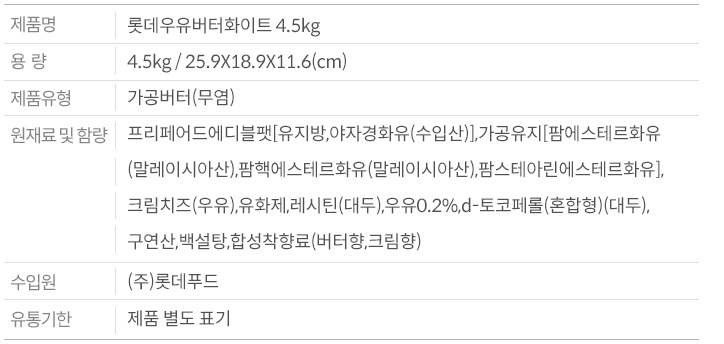 제품명 롯데우유버터화이트 4.5kg
용 량 4.5kg / 25.9X18.9X11.6(cm)
제품유형 가공버터(무염)
원재료 및 함량 프리페어드에디블팻[유지방,야자경화유(수입산)],가공유지[팜에스테르화유
(말레이시아산),팜핵에스테르화유(말레이시아산),팜스테아린에스테르화유],
크림치즈(우유),유화제,레시틴(대두),우유0.2%,d-토코페롤(혼합형)(대두),
구연산,백설탕,합성착향료(버터향,크림향)
수입원 (주)롯데푸드
유통기한 제품 별도 표기